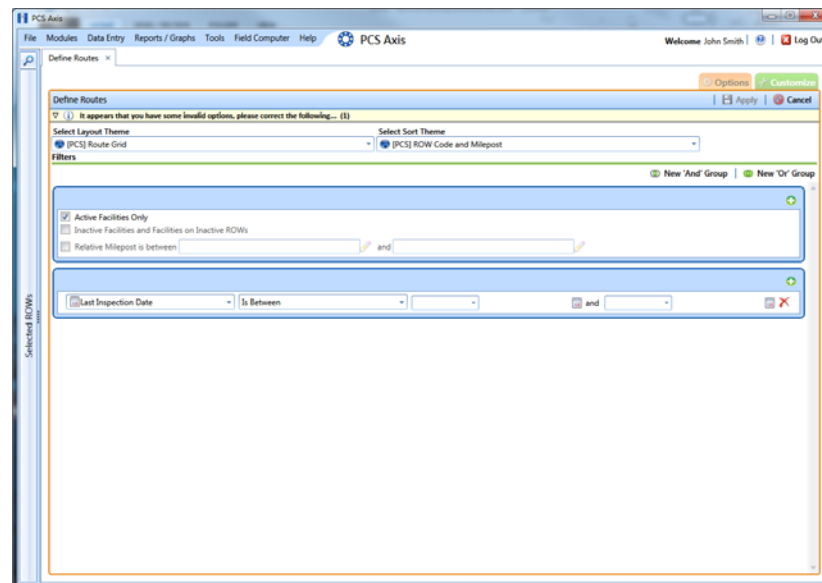 PCS Axis
File Modules Data Entry Reports / Graphs Tools Field Computer Help PCS Axis Welcome John Smith | | Log Ou
Define Routes ×
Options Customize
Define Routes | Apply | Cancel
It appears that you have some invalid options, please correct the following... (1)
Select Layout Theme Select Sort Theme
[PCS] Route Grid [PCS] ROW Code and Milepost
Filters
New 'And' Group | New 'Or' Group
Active Facilities Only
Inactive Facilities and Facilities on Inactive ROWs
Relative Milepost is between and
Last Inspection Date Is Between and
Selected ROWs